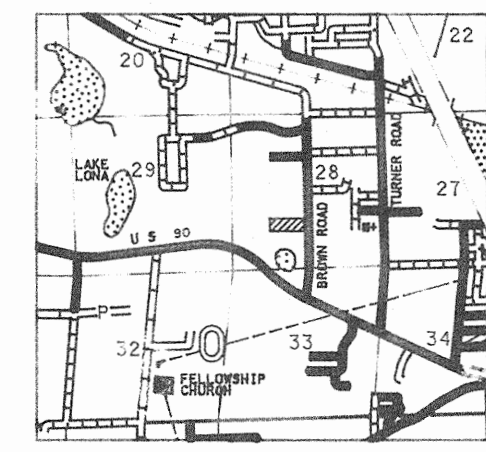 22
20
TURNER ROAD
LAKE
LONA
29
28
27
BROWN ROAD
U S 90
P
32
33
34
FELLOWSHIP
CHURCH